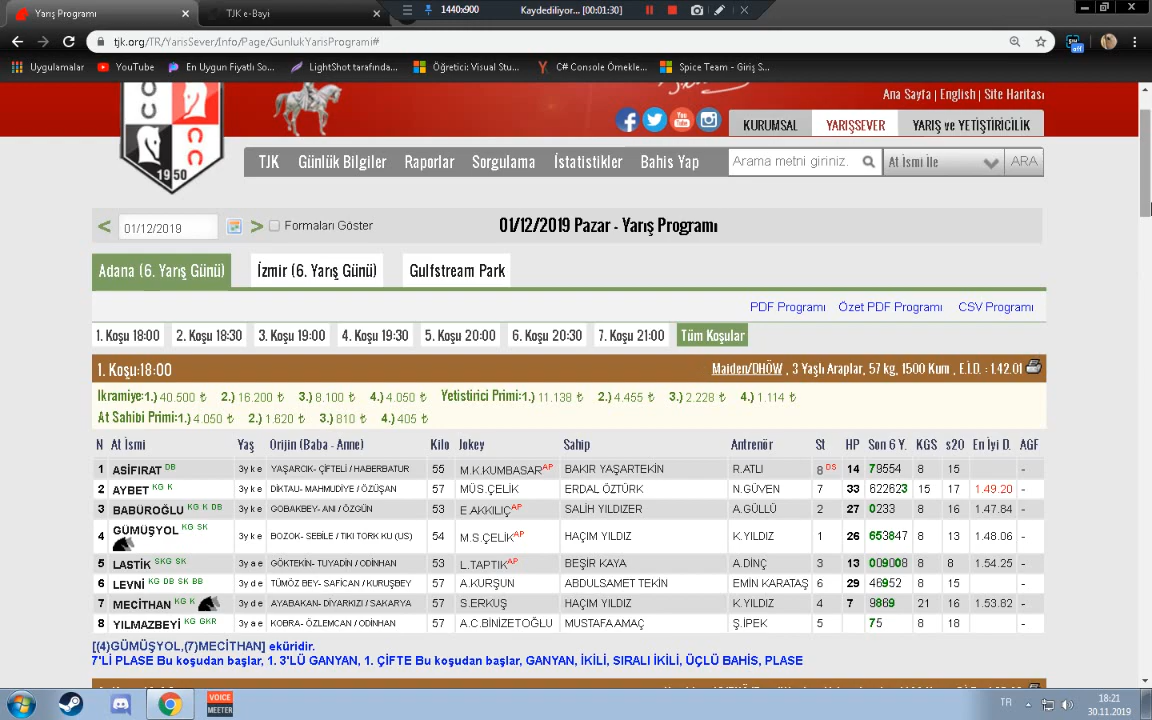 Yarış Programı
TJK e-Bayi
1440x900
Kaydediliyor... [00:01:30]
tjk.org/TR/YarisSever/Info/Page/GunlukYarisProgrami#
Uygulamalar YouTube En Uygun Fiyatlı So... LightShot.tarafında... Öğretici: Visual Stu... C# Console Örnekle... Spice Team - Giriş S...
off
1950
Ana Sayfa | English | Site Haritası
KURUMSAL YARIŞSEVER YARIŞ ve YETİŞTİRİCİLİK
TJK Günlük Bilgiler Raporlar Sorgulama İstatistikler Bahis Yap Arama metni giriniz. At İsmi İle ARA
< 01/12/2019 > Formaları Göster 01/12/2019 Pazar - Yarış Programı
Adana (6. Yarış Günü) İzmir (6. Yarış Günü) Gulfstream Park
PDF Programı Özet PDF Programı CSV Programı
1. Koşu 18:00 2. Koşu 18:30 3. Koşu 19:00 4. Koşu 19:30 5. Koşu 20:00 6. Koşu 20:30 7. Koşu 21:00 Tüm Koşular
1. Koşu:18:00 Maiden/DHÖW , 3 Yaşlı Araplar, 57 kg, 1500 Kum , E.İ.D. : 1.42.01
İkramiye:1.) 40.500 ₺ 2.) 16.200 ₺ 3.) 8.100 ₺ 4.) 4.050 ₺ Yetistirici Primi:1.) 11.138 ₺ 2.) 4.455 ₺ 3.) 2.228 ₺ 4.) 1.114 ₺
At Sahibi Primi:1.) 4.050 ₺ 2.) 1.620 ₺ 3.) 810 ₺ 4.) 405 ₺
N At İsmi Yaş Orijin (Baba - Anne) Kilo Jokey Sahip Antrenör St HP Son 6 Y. KGS s20 En İyi D. AGF
1 ASİFIRAT DB 3y k e YAŞARCIK- ÇİFTELİ / HABERBATUR 55 M.K.KUMBASAR AP BAKIR YAŞARTEKİN R.ATLI 8 DS 14 79554 8 15 -
2 AYBET KG K 3y k e DİKTAU- MAHMUDİYE / ÖZÜŞAN 57 MÜS.ÇELİK ERDAL ÖZTÜRK N.GÜVEN 7 33 622623 15 17 1.49.20 -
3 BABÜROĞLU KG K DB 3y k e GOBAKBEY- ANI / ÖZGÜN 53 E.AKKILIÇ AP SALİH YILDIZER A.GÜLLÜ 2 27 0233 8 16 1.47.84 -
4 GÜMÜŞYOL KG SK 3y k e BOZOK- SEBİLE / TIKI TORK KU (US) 54 M.S.ÇELİK AP HAÇIM YILDIZ K.YILDIZ 1 26 653847 8 13 1.48.06 -
5 LASTİK SKG SK 3y a e GÖKTEKİN- TUYADİN / ODİNHAN 53 L.TAPTIK AP BEŞİR KAYA A.DİNÇ 3 13 009008 8 8 1.54.25 -
6 LEVNİ KG DB SK BB 3y d e TÜMÖZ BEY- SAFİCAN / KURUŞBEY 57 A.KURŞUN ABDULSAMET TEKİN EMİN KARATAŞ 6 29 46952 8 15 -
7 MECİTHAN KG K 3y d e AYABAKAN- DİYARKIZI / SAKARYA 57 S.ERKUŞ HAÇIM YILDIZ K.YILDIZ 4 7 9869 21 16 1.53.82 -
8 YILMAZBEYİ KG GKR 3y a e KOBRA- ÖZLEMCAN / ODİNHAN 57 A.C.BİNİZETOĞLU MUSTAFA AMAÇ Ş.İPEK 5 75 8 18 -
[(4)GÜMÜŞYOL,(7)MECİTHAN] eküridir.
7'Lİ PLASE Bu koşudan başlar, 1. 3'LÜ GANYAN, 1. ÇİFTE Bu koşudan başlar, GANYAN, İKİLİ, SIRALI İKİLİ, ÜÇLÜ BAHİS, PLASE
VOICE
MEETER
TR
18:21
30.11.2019